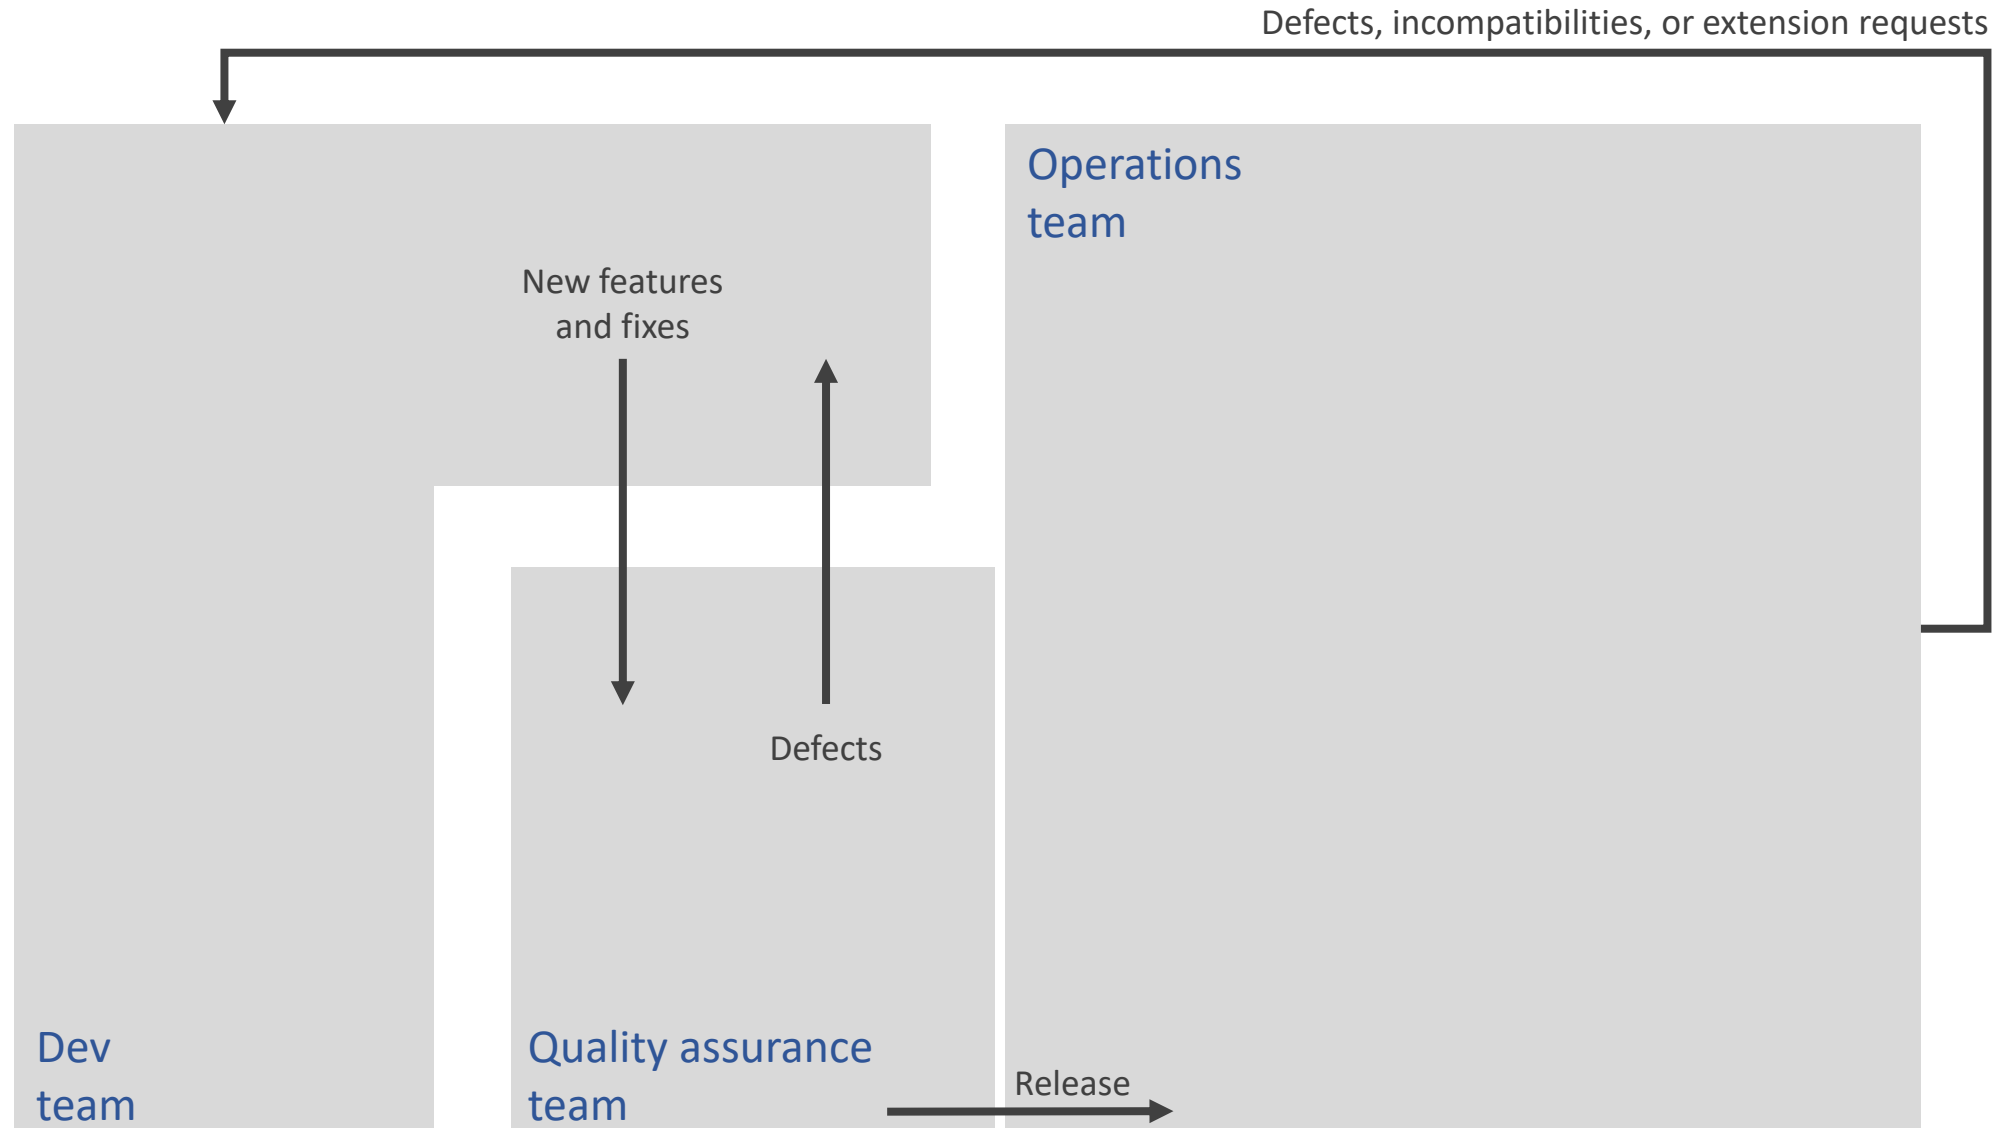 Defects, incompatibilities, or extension requests
Operations
team
New features
and fixes
Defects
Dev
team
Quality assurance
team
Release